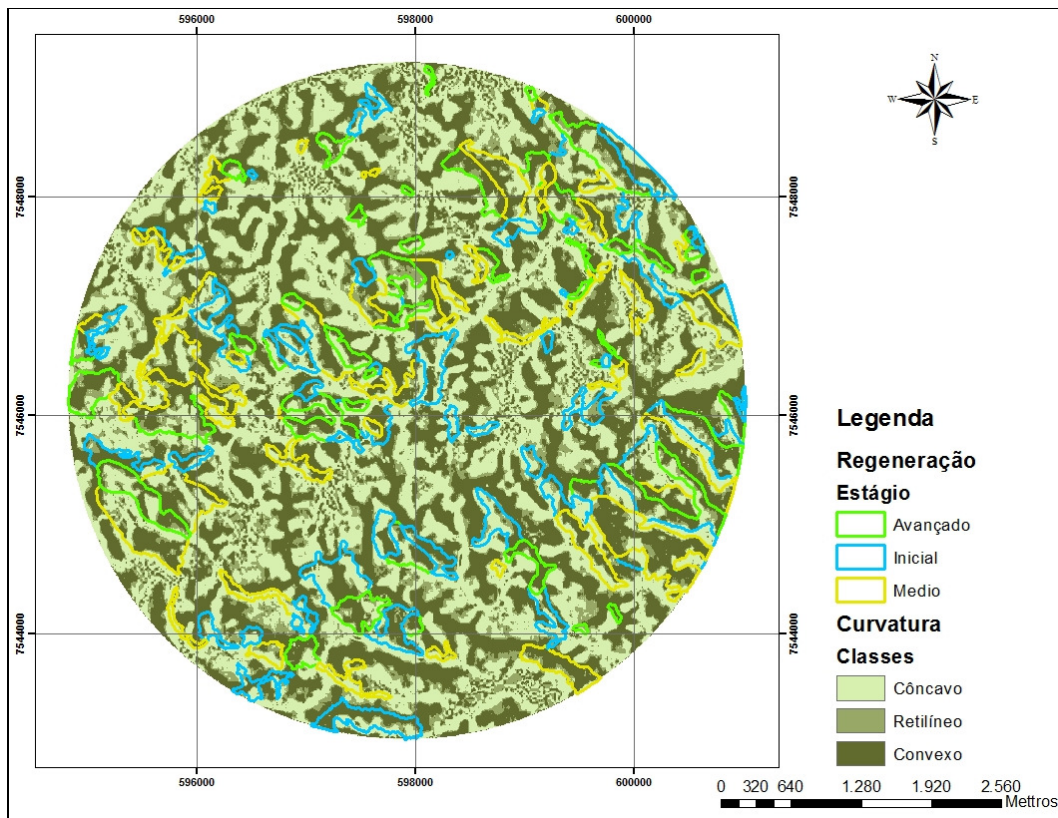 596000 598000 600000
N
W E
S
7548000 7548000
7546000 7546000
7544000 7544000
Legenda
Regeneração
Estágio
Avançado
Inicial
Medio
Curvatura
Classes
Côncavo
Retilíneo
Convexo
596000 598000 600000
0 320 640 1.280 1.920 2.560
Mettros